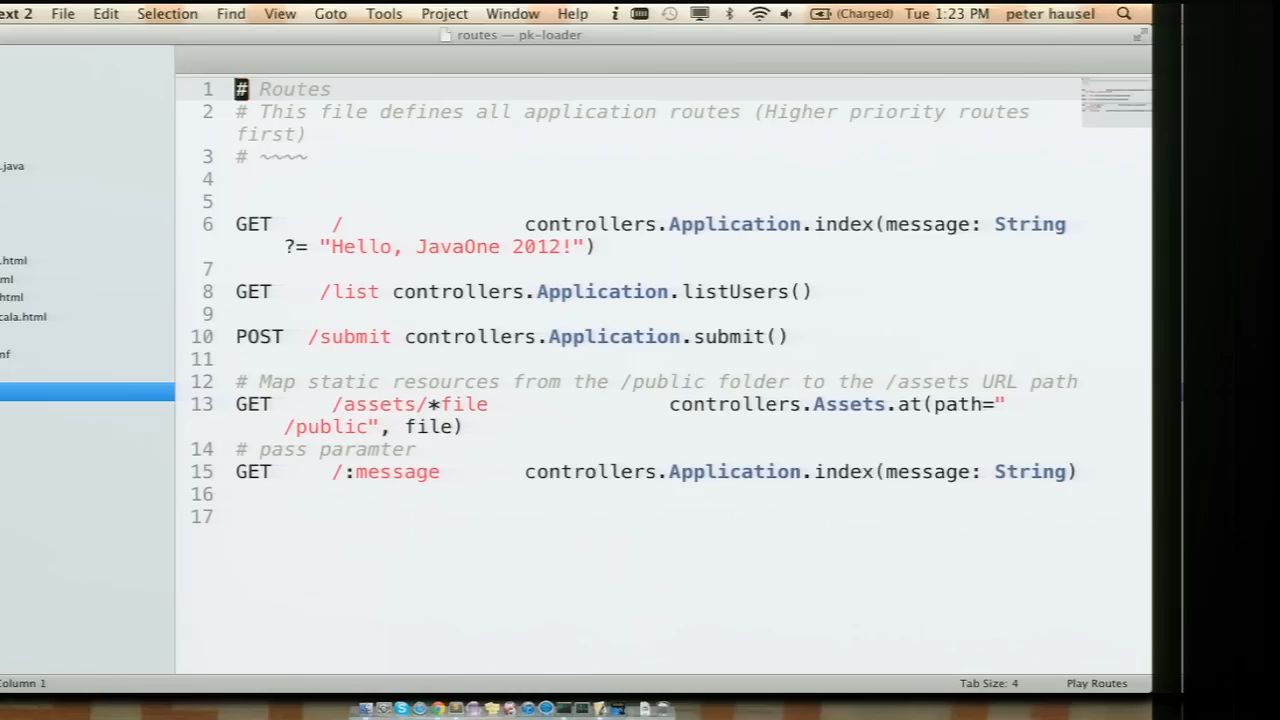 ext 2 File Edit Selection Find View Goto Tools Project Window Help (Charged) Tue 1:23 PM peter hausel
routes — pk-loader
1 # Routes
2 # This file defines all application routes (Higher priority routes
first)
3 # ~~~~
4
5
6 GET / controllers.Application.index(message: String
?= "Hello, JavaOne 2012!")
7
8 GET /list controllers.Application.listUsers()
9
10 POST /submit controllers.Application.submit()
11
12 # Map static resources from the /public folder to the /assets URL path
13 GET /assets/*file controllers.Assets.at(path="
/public", file)
14 # pass paramter
15 GET /:message controllers.Application.index(message: String)
16
17
.java
.html
ml
html
cala.html
nf
olumn 1 Tab Size: 4 Play Routes